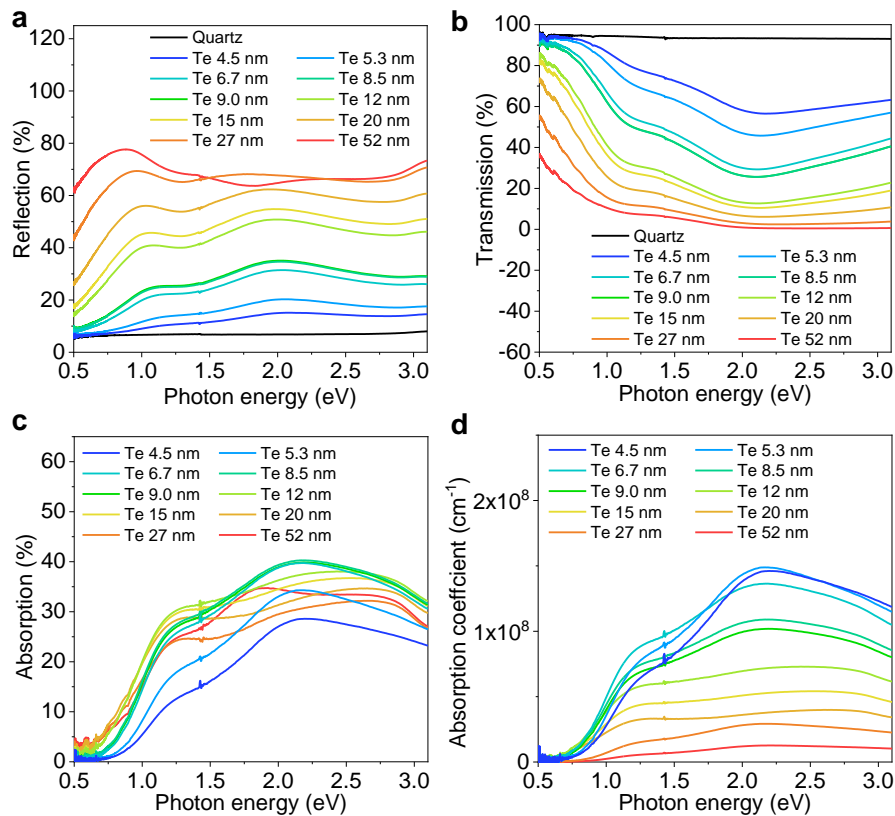 a
120
100
80
60
40
20
0
Reflection (%)
Quartz
Te 4.5 nm Te 5.3 nm
Te 6.7 nm Te 8.5 nm
Te 9.0 nm Te 12 nm
Te 15 nm Te 20 nm
Te 27 nm Te 52 nm
0.5 1.0 1.5 2.0 2.5 3.0
Photon energy (eV)
b
100
80
60
40
20
0
-20
-40
-60
Transmission (%)
Quartz
Te 4.5 nm Te 5.3 nm
Te 6.7 nm Te 8.5 nm
Te 9.0 nm Te 12 nm
Te 15 nm Te 20 nm
Te 27 nm Te 52 nm
0.5 1.0 1.5 2.0 2.5 3.0
Photon energy (eV)
c
60
50
40
30
20
10
0
Absorption (%)
Te 4.5 nm Te 5.3 nm
Te 6.7 nm Te 8.5 nm
Te 9.0 nm Te 12 nm
Te 15 nm Te 20 nm
Te 27 nm Te 52 nm
0.5 1.0 1.5 2.0 2.5 3.0
Photon energy (eV)
d
2x10⁸
1x10⁸
0
Absorption coeffcient (cm⁻¹)
Te 4.5 nm Te 5.3 nm
Te 6.7 nm Te 8.5 nm
Te 9.0 nm Te 12 nm
Te 15 nm Te 20 nm
Te 27 nm Te 52 nm
0.5 1.0 1.5 2.0 2.5 3.0
Photon energy (eV)